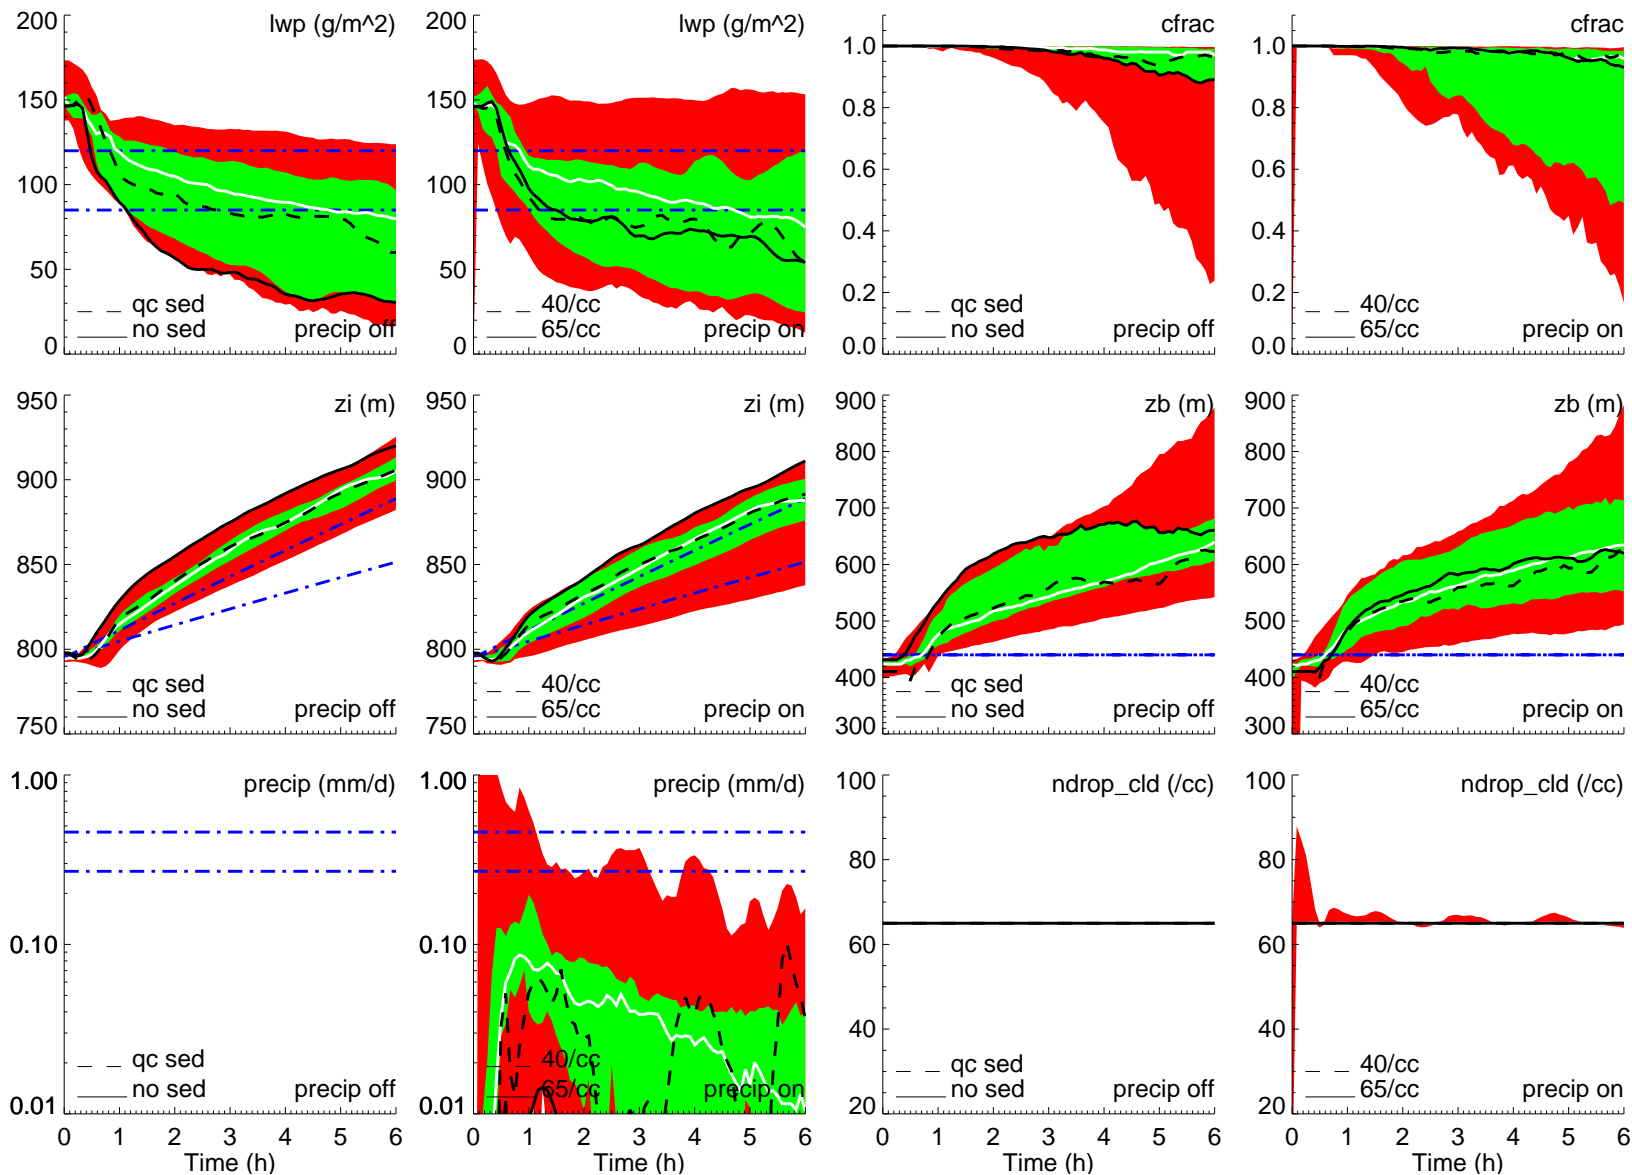 lwp (g/m^2)
200
150
100
50
0
qc sed
no sed
precip off
lwp (g/m^2)
200
150
100
50
0
40/cc
65/cc
precip on
cfrac
1.0
0.8
0.6
0.4
0.2
0.0
qc sed
no sed
precip off
cfrac
1.0
0.8
0.6
0.4
0.2
0.0
40/cc
65/cc
precip on
zi (m)
950
900
850
800
750
qc sed
no sed
precip off
zi (m)
950
900
850
800
750
40/cc
65/cc
precip on
zb (m)
900
800
700
600
500
400
300
qc sed
no sed
precip off
zb (m)
900
800
700
600
500
400
300
40/cc
65/cc
precip on
precip (mm/d)
1.00
0.10
0.01
precip off
qc sed
no sed
0 1 2 3 4 5 6
Time (h)
precip (mm/d)
1.00
0.10
0.01
40/cc
65/cc
precip on
0 1 2 3 4 5 6
Time (h)
ndrop_cld (/cc)
100
80
60
40
20
qc sed
no sed
precip off
0 1 2 3 4 5 6
Time (h)
ndrop_cld (/cc)
100
80
60
40
20
40/cc
65/cc
precip on
0 1 2 3 4 5 6
Time (h)